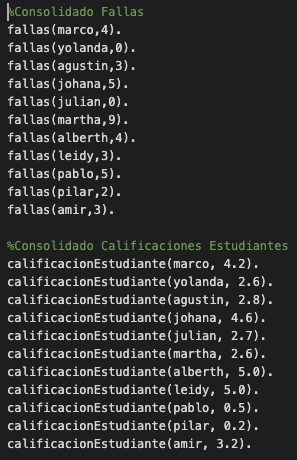 %Consolidado Fallas
fallas(marco,4).
fallas(yolanda,0).
fallas(agustin,3).
fallas(johana,5).
fallas(julian,0).
fallas(martha,9).
fallas(alberth,4).
fallas(leidy,3).
fallas(pablo,5).
fallas(pilar,2).
fallas(amir,3).

%Consolidado Calificaciones Estudiantes
calificacionEstudiante(marco, 4.2).
calificacionEstudiante(yolanda, 2.6).
calificacionEstudiante(agustin, 2.8).
calificacionEstudiante(johana, 4.6).
calificacionEstudiante(julian, 2.7).
calificacionEstudiante(martha, 2.6).
calificacionEstudiante(alberth, 5.0).
calificacionEstudiante(leidy, 5.0).
calificacionEstudiante(pablo, 0.5).
calificacionEstudiante(pilar, 0.2).
calificacionEstudiante(amir, 3.2).